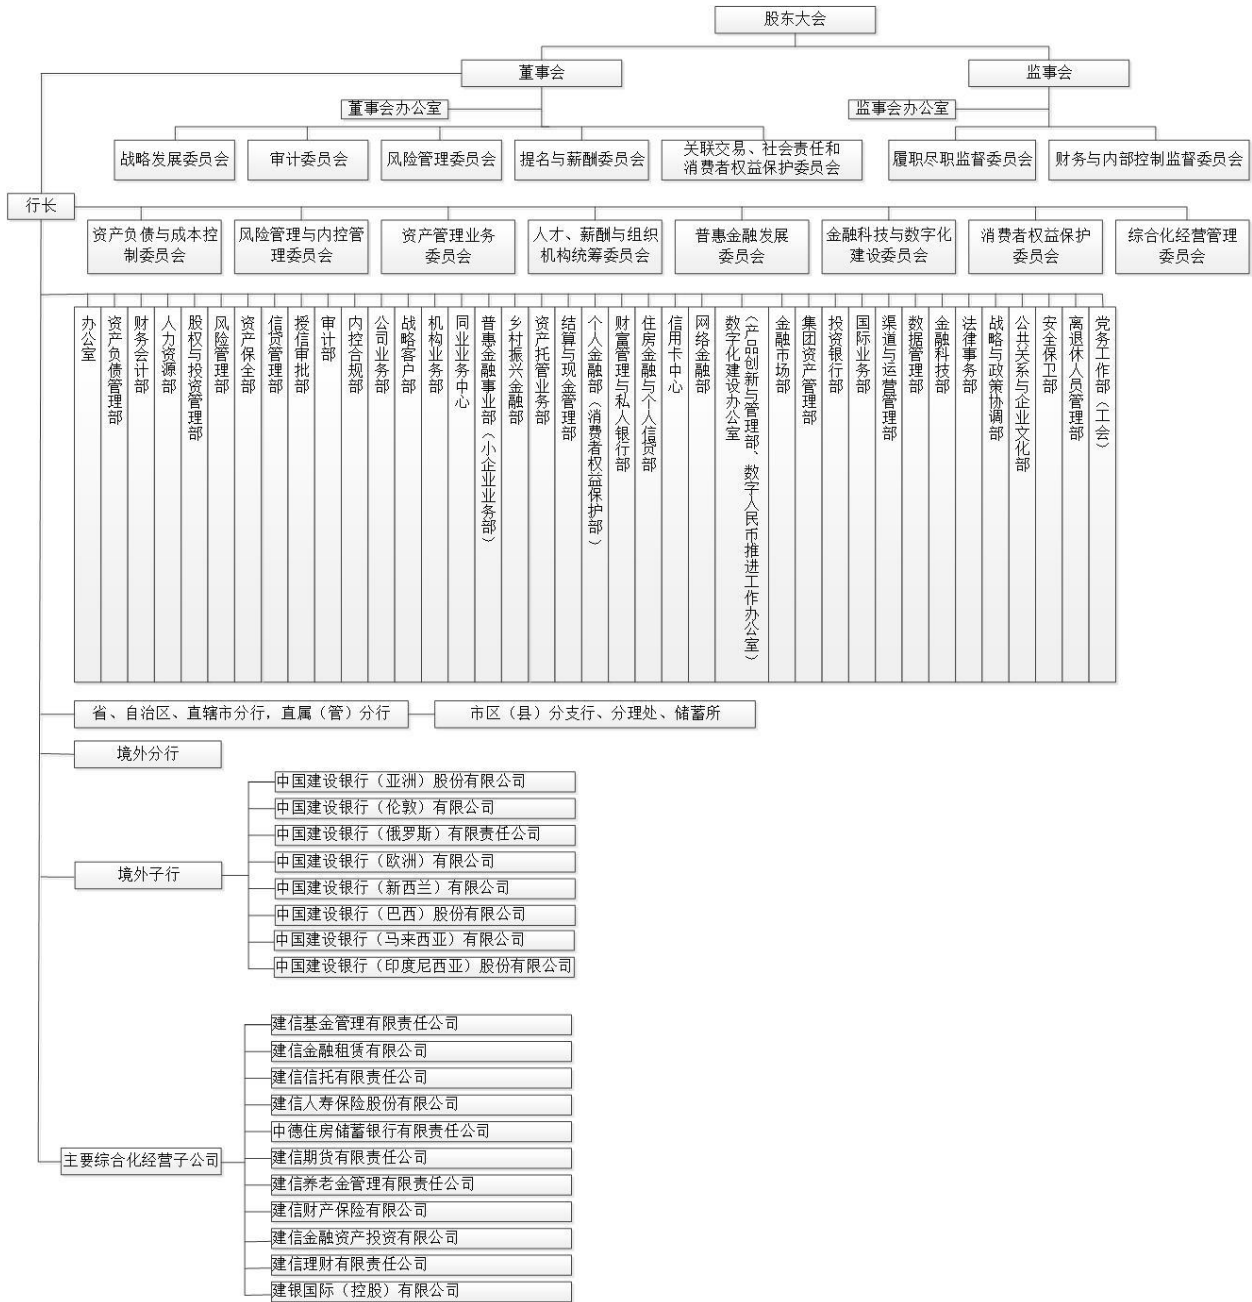 股东大会
董事会
监事会
董事会办公室
监事会办公室
战略发展委员会
审计委员会
风险管理委员会
提名与薪酬委员会
关联交易、社会责任和
消费者权益保护委员会
履职尽职监督委员会
财务与内部控制监督委员会
行长
资产负债与成本控
制委员会
风险管理与内控管
理委员会
资产管理业务
委员会
人才、薪酬与组织
机构统筹委员会
普惠金融发展
委员会
金融科技与数字化
建设委员会
消费者权益保护
委员会
综合化经营管理
委员会
办公室
资产负债管理部
财务会计部
人力资源部
股权与投资管理部
风险管理部
资产保全部
信贷管理部
授信审批部
审计部
内控合规部
公司业务部
战略客户部
机构业务部
同业业务中心
普惠金融事业部（小企业业务部）
乡村振兴金融部
资产托管业务部
结算与现金管理部
个人金融部（消费者权益保护部）
财富管理与私人银行部
住房金融与个人信贷部
信用卡中心
网络金融部
数字化建设办公室
（产品创新与管理部、数字人民币推进工作办公室）
金融市场部
集团资产管理部
投资银行部
国际业务部
渠道与运营管理部
数据管理部
金融科技部
法律事务部
战略与政策协调部
公共关系与企业文化部
安全保卫部
离退休人员管理部
党务工作部（工会）
省、自治区、直辖市分行，直属（管）分行
市区（县）分支行、分理处、储蓄所
境外分行
境外子行
中国建设银行（亚洲）股份有限公司
中国建设银行（伦敦）有限公司
中国建设银行（俄罗斯）有限责任公司
中国建设银行（欧洲）有限公司
中国建设银行（新西兰）有限公司
中国建设银行（巴西）股份有限公司
中国建设银行（马来西亚）有限公司
中国建设银行（印度尼西亚）股份有限公司
主要综合化经营子公司
建信基金管理有限责任公司
建信金融租赁有限公司
建信信托有限责任公司
建信人寿保险股份有限公司
中德住房储蓄银行有限责任公司
建信期货有限责任公司
建信养老金管理有限责任公司
建信财产保险有限公司
建信金融资产投资有限公司
建信理财有限责任公司
建银国际（控股）有限公司